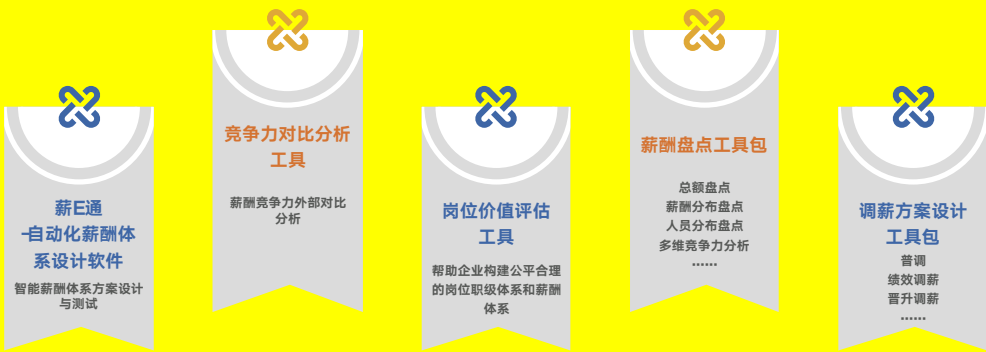 薪E通
-自动化薪酬体
系设计软件
智能薪酬体系方案设计
与测试
竞争力对比分析
工具
薪酬竞争力外部对比
分析
岗位价值评估
工具
帮助企业构建公平合理
的岗位职级体系和薪酬
体系
薪酬盘点工具包
总额盘点
薪酬分布盘点
人员分布盘点
多维竞争力分析
……
调薪方案设计
工具包
普调
绩效调薪
晋升调薪
……